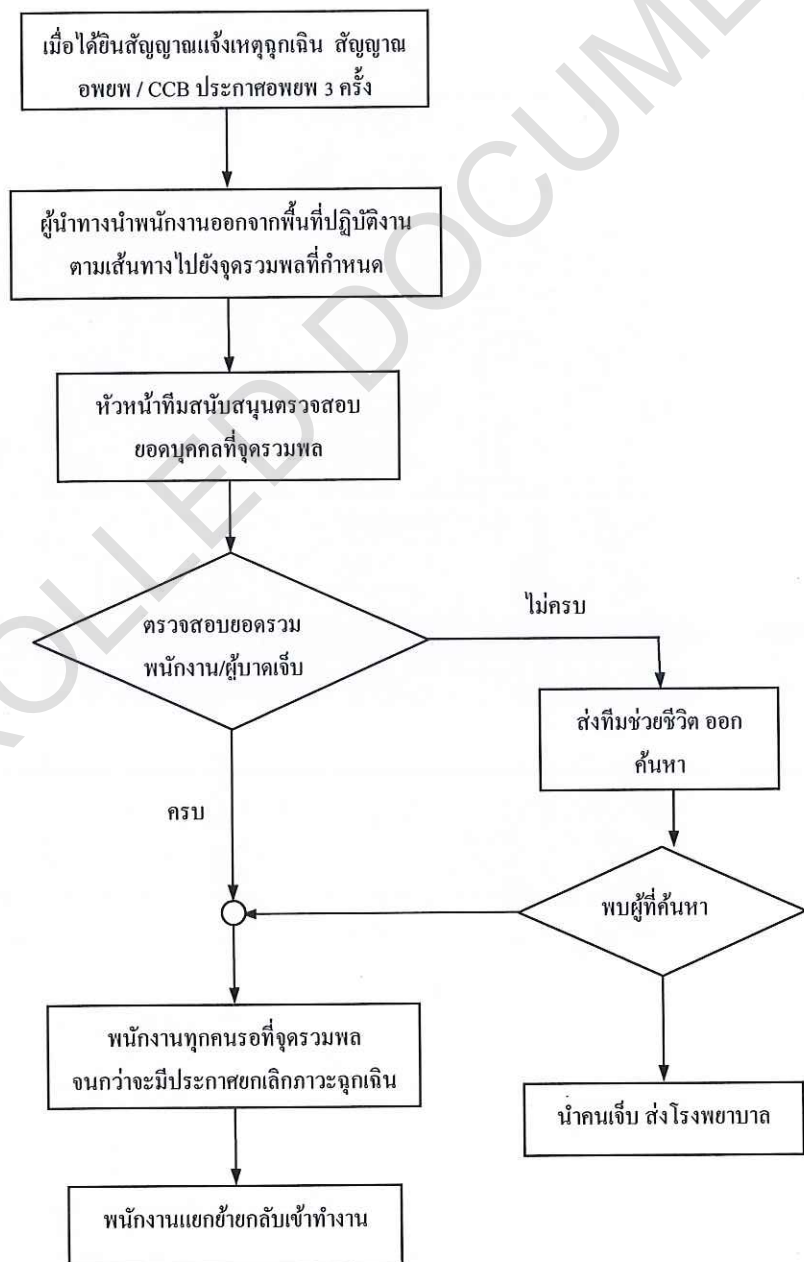 เมื่อได้ยินสัญญาณแจ้งเหตุฉุกเฉิน สัญญาณ
อพยพ / CCB ประกาศอพยพ 3 ครั้ง
ผู้นำทางนำพนักงานออกจากพื้นที่ปฏิบัติงาน
ตามเส้นทางไปยังจุดรวมพลที่กำหนด
หัวหน้าทีมสนับสนุนตรวจสอบ
ยอดบุคคลที่จุดรวมพล
ตรวจสอบยอดรวม
พนักงาน/ผู้บาดเจ็บ
ไม่ครบ
ส่งทีมช่วยชีวิต ออก
ค้นหา
ครบ
พบผู้ที่ค้นหา
พนักงานทุกคนรอที่จุดรวมพล
จนกว่าจะมีประกาศยกเลิกภาวะฉุกเฉิน
นำคนเจ็บ ส่งโรงพยาบาล
พนักงานแยกย้ายกลับเข้าทำงาน
ROLLED DOCUME